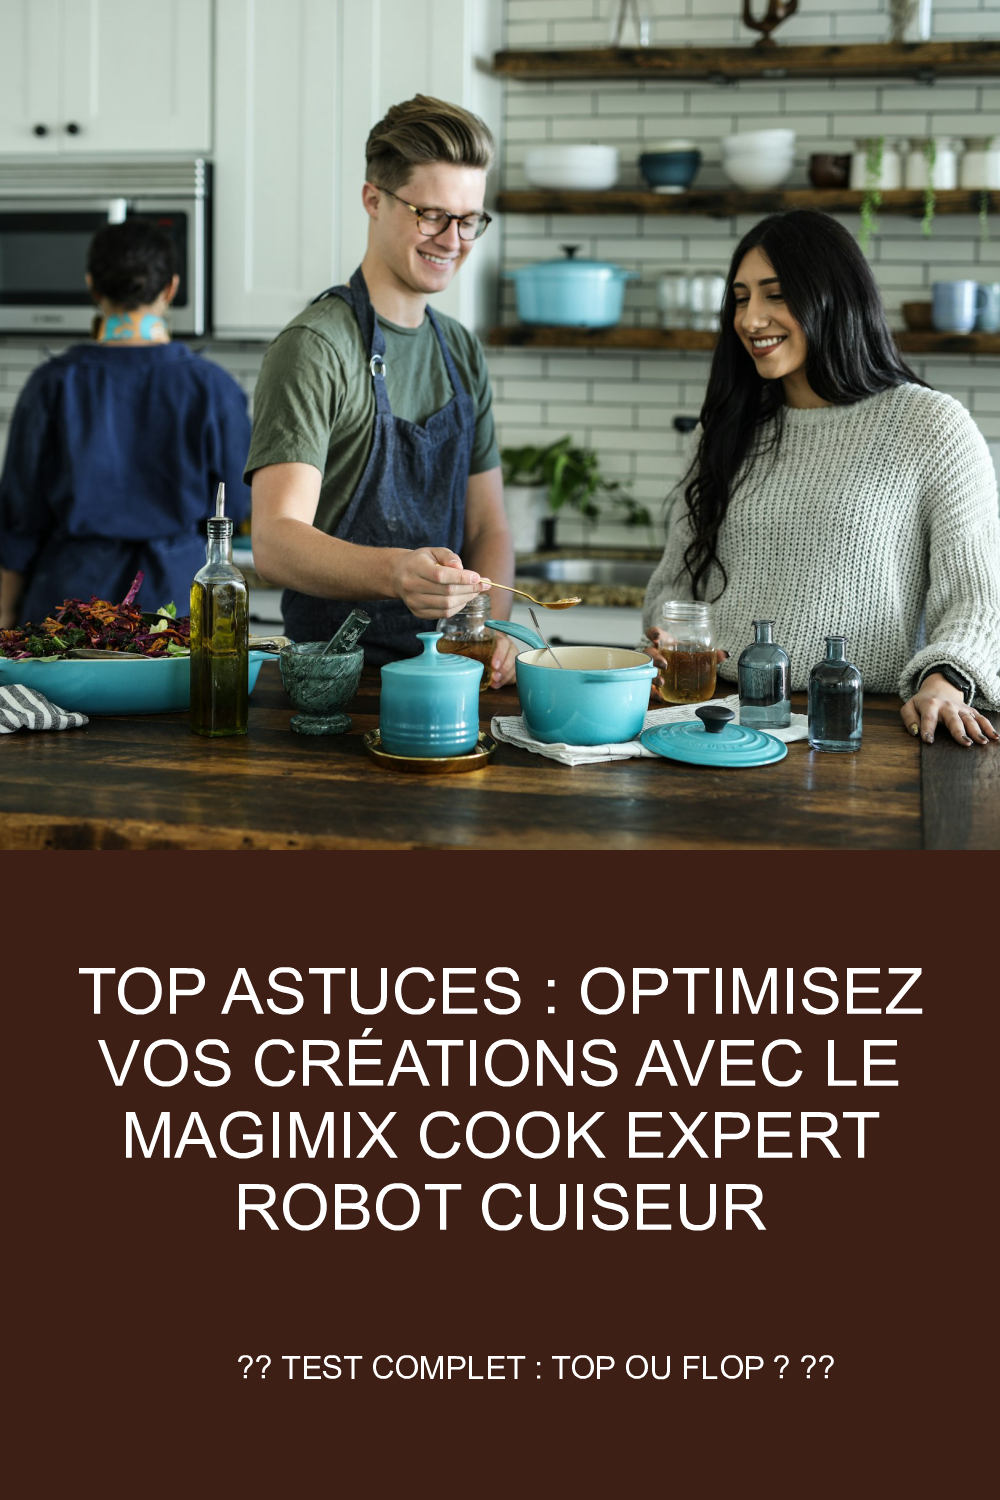 TOP ASTUCES : OPTIMISEZ
VOS CRÉATIONS AVEC LE
MAGIMIX COOK EXPERT
ROBOT CUISEUR
?? TEST COMPLET : TOP OU FLOP ? ??